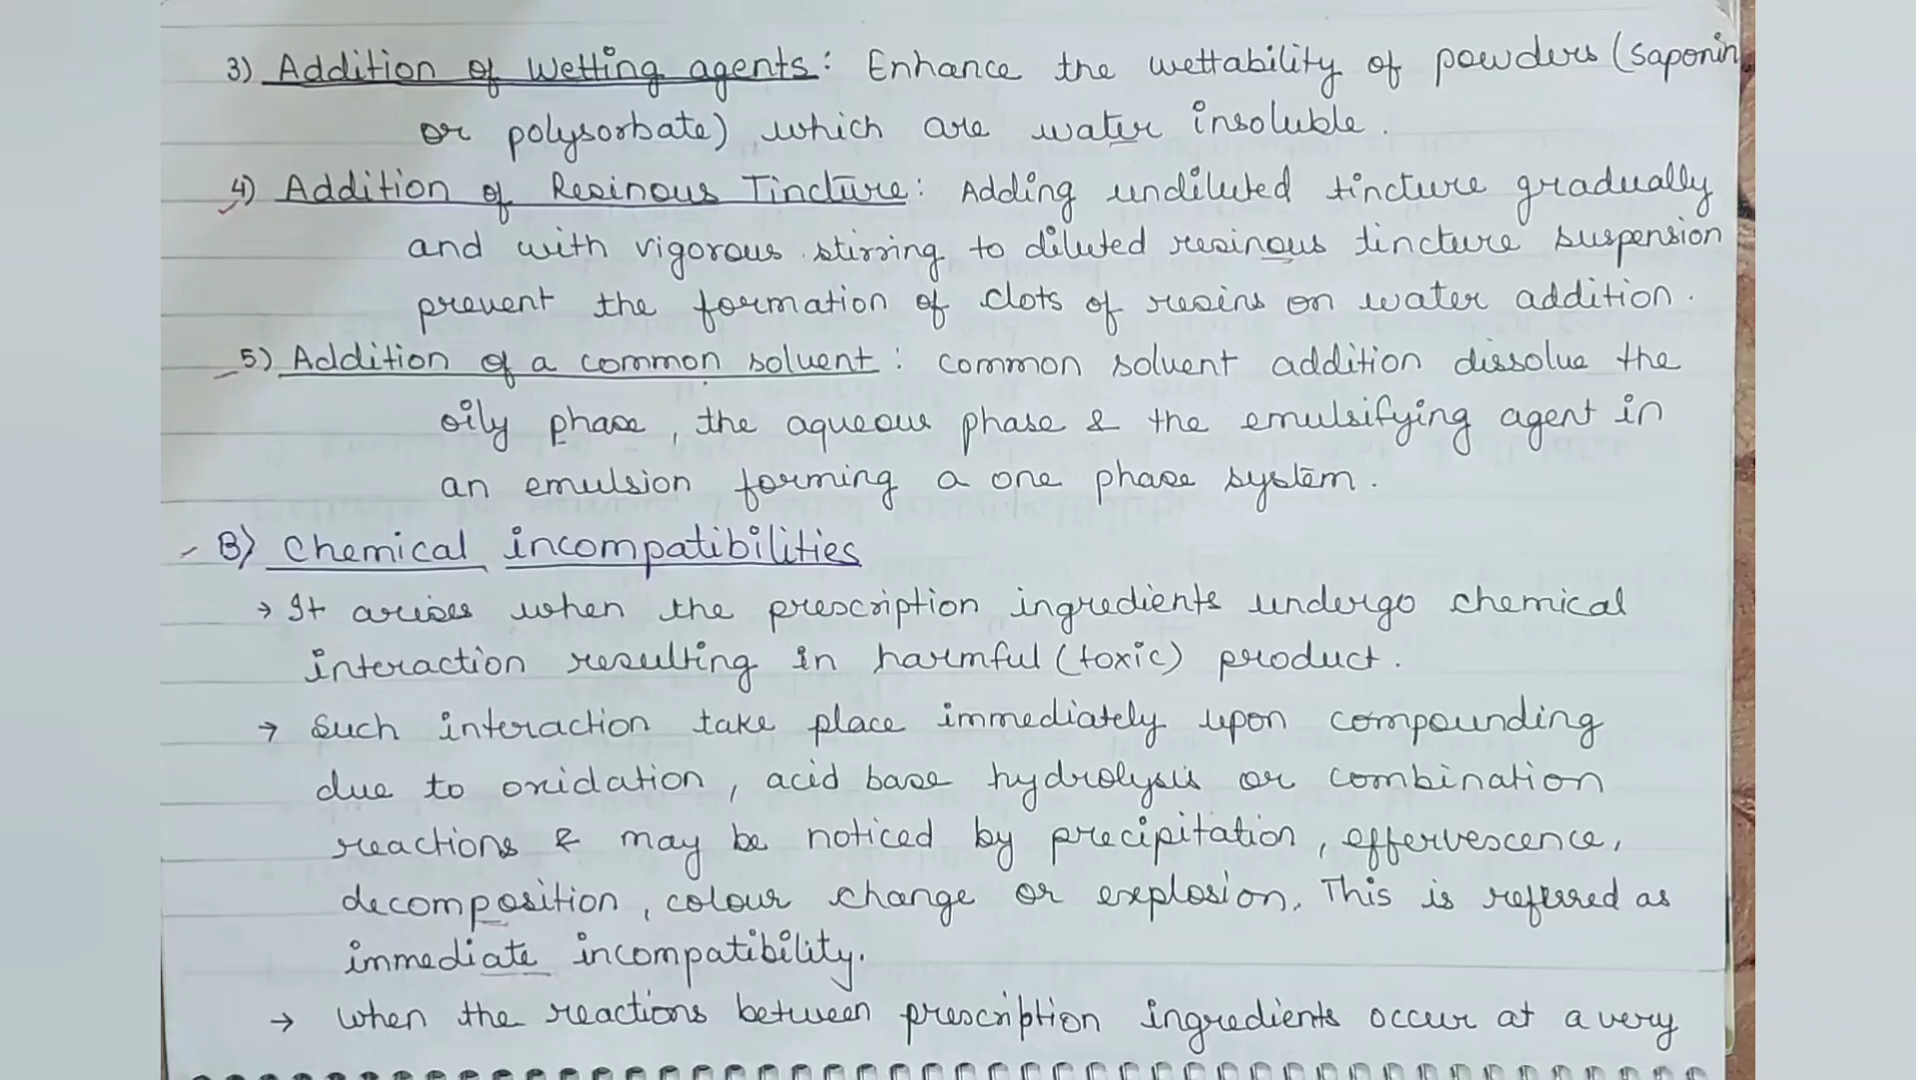 3) Addition of Wetting agents: Enhance the wettability of powders (saponin
or polysorbate) which are water insoluble.
4) Addition of Resinous Tincture: Adding undiluted tincture gradually
and with vigorous stirring to diluted resinous tincture suspension
prevent the formation of clots of resins on water addition.
5) Addition of a common solvent: common solvent addition dissolve the
oily phase, the aqueous phase & the emulsifying agent in
an emulsion forming a one phase system.
B) Chemical incompatibilities
→ It arises when the prescription ingredients undergo chemical
interaction resulting in harmful (toxic) product.
→ Such interaction take place immediately upon compounding
due to oxidation, acid base hydrolysis or combination
reactions & may be noticed by precipitation, effervescence,
decomposition, colour change or explosion. This is referred as
immediate incompatibility.
→ When the reactions between prescription ingredients occur at a very